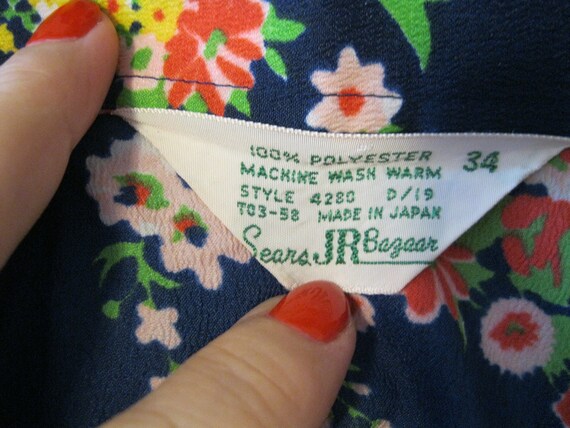 100% POLYESTER 34
MACHINE WASH WARM
STYLE 4280 D/19
T03-58 MADE IN JAPAN
Sears JR Bazaar